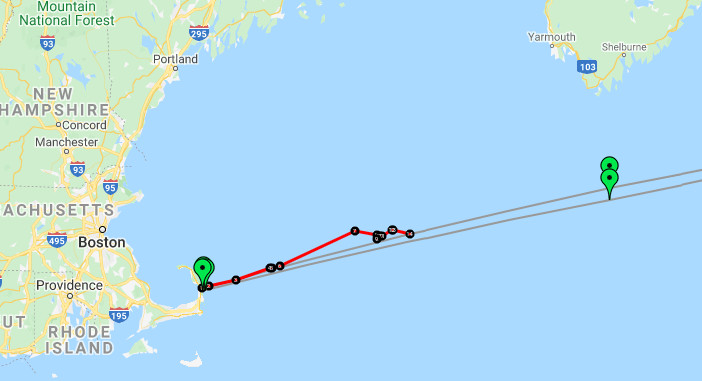 Mountain
National Forest
295
93
Portland
Yarmouth
Shelburne
103
NEW
HAMPSHIRE
Concord
Manchester
93
95
ACHUSETTS
495
Boston
Providence
195
UT
RHODE
ISLAND